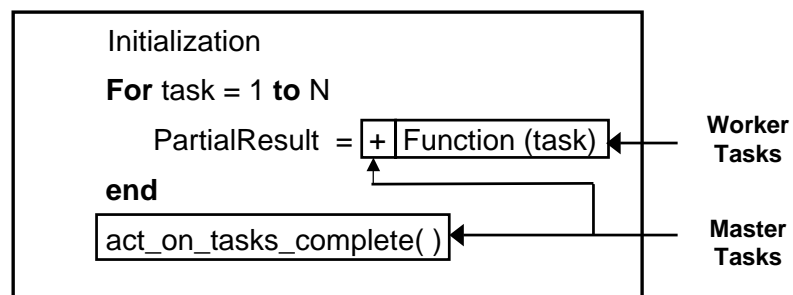 Initialization
For task = 1 to N
PartialResult = + Function (task)
Worker
Tasks
end
act_on_tasks_complete( )
Master
Tasks